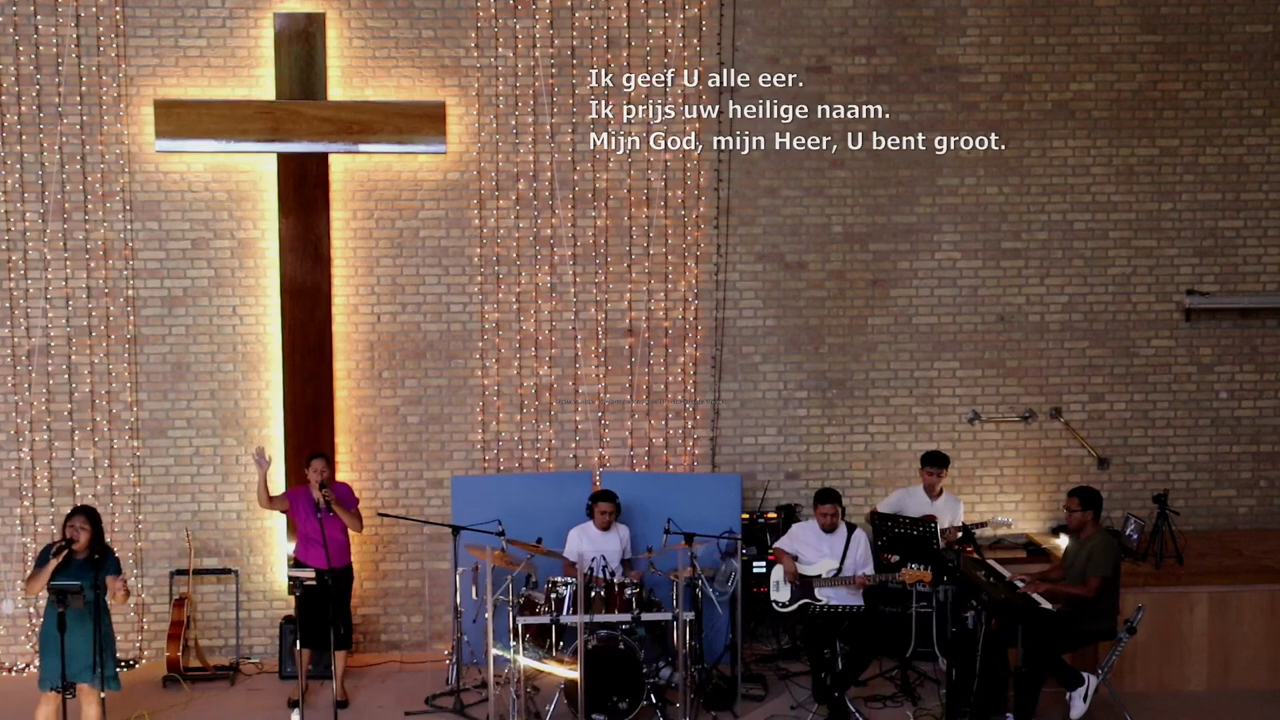 Ik geef U alle eer.
Ik prijs uw heilige naam.
Mijn God, mijn Heer, U bent groot.